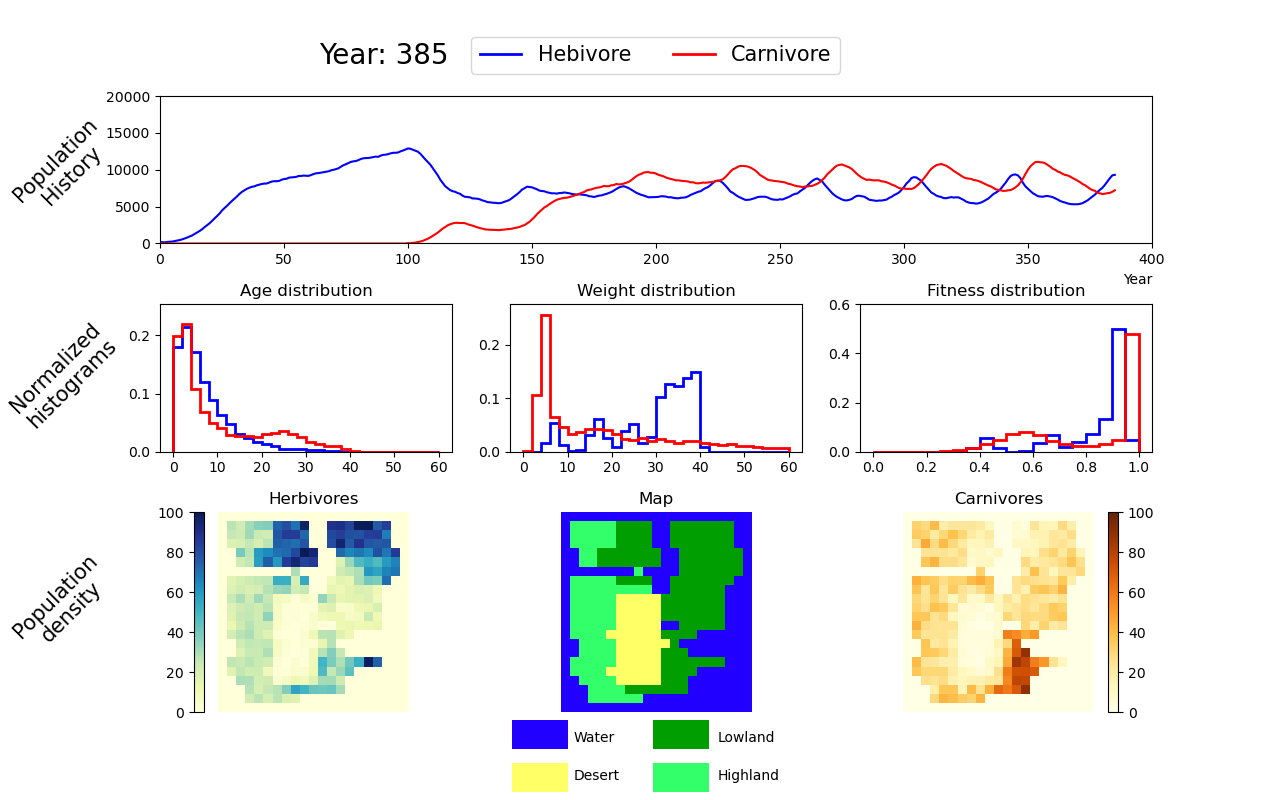 Year: 385
Hebivore
Carnivore
Population
History
20000
15000
10000
5000
0
0 50 100 150 200 250 300 350 400
Year
Normalized
histograms
Age distribution
0.2
0.1
0.0
0 10 20 30 40 50 60
Weight distribution
0.2
0.1
0.0
0 10 20 30 40 50 60
Fitness distribution
0.6
0.4
0.2
0.0
0.0 0.2 0.4 0.6 0.8 1.0
Population
density
Herbivores
100
80
60
40
20
0
Map
Carnivores
100
80
60
40
20
0
Water
Lowland
Desert
Highland